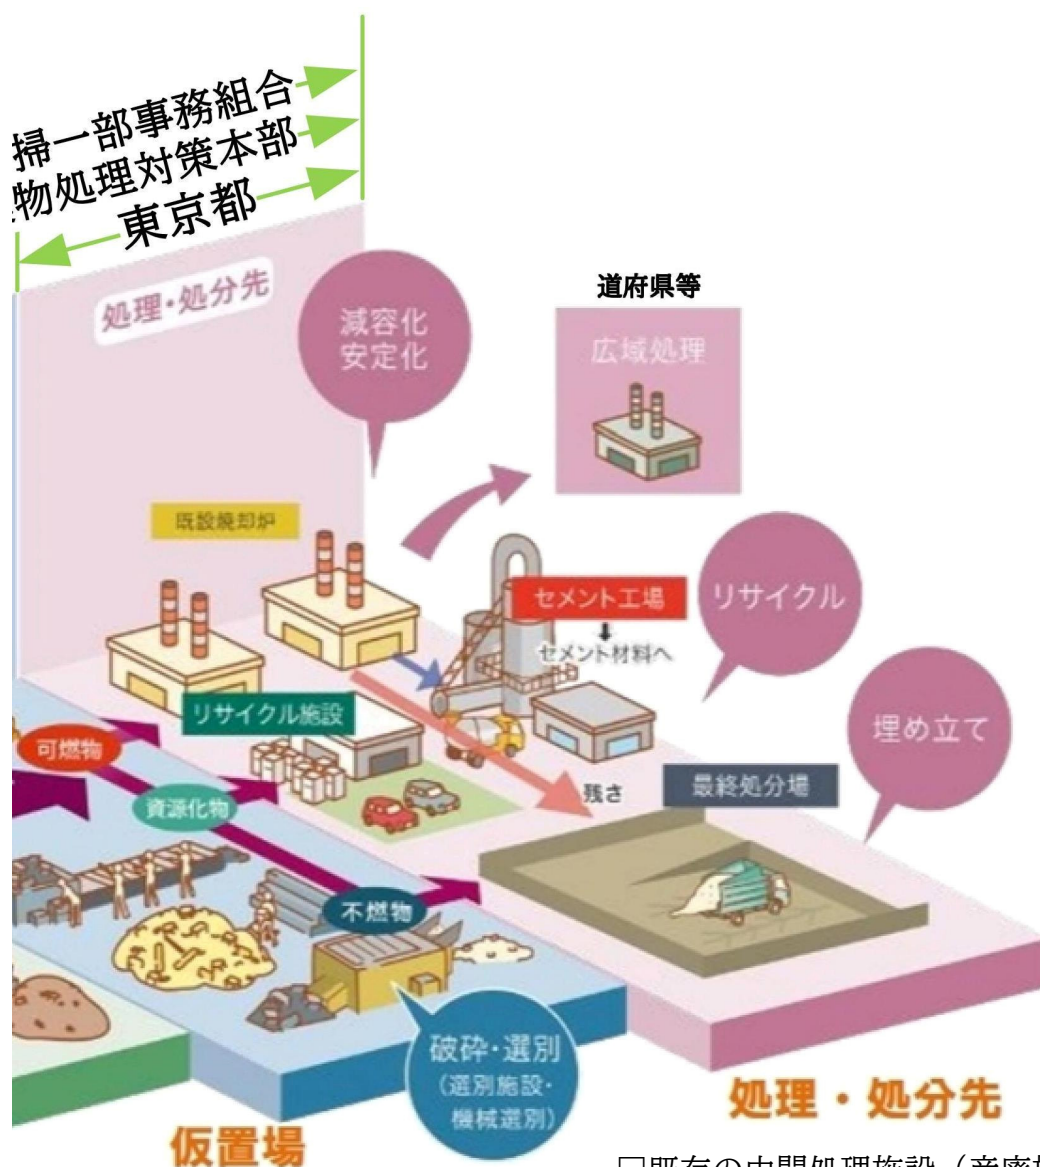 掃一部事務組合
物処理対策本部
東京都
処理・処分先
減容化
安定化
道府県等
広域処理
既設焼却炉
セメント工場
セメント材料へ
リサイクル
リサイクル施設
埋め立て
可燃物
残さ
最終処分場
資源化物
不燃物
破砕・選別
(選別施設・
機械選別)
処理・処分先
仮置場